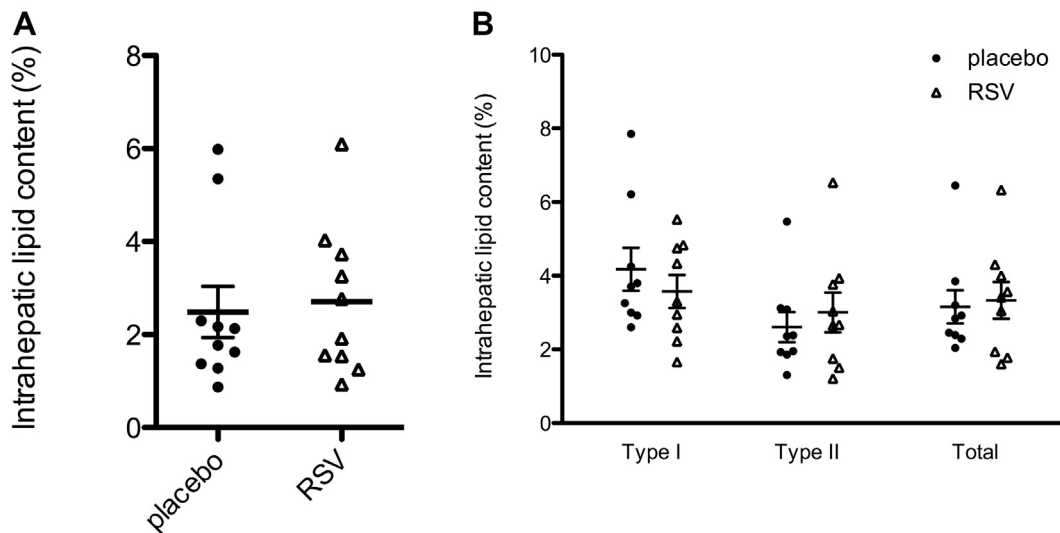 A
Intrahepatic lipid content (%)
8
6
4
2
0
placebo
RSV
B
Intrahepatic lipid content (%)
10
8
6
4
2
0
placebo
RSV
Type I
Type II
Total